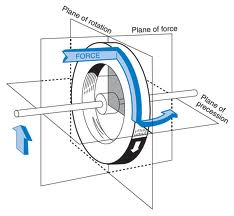 Plane of rotation
Plane of force
FORCE
Plane of
precession